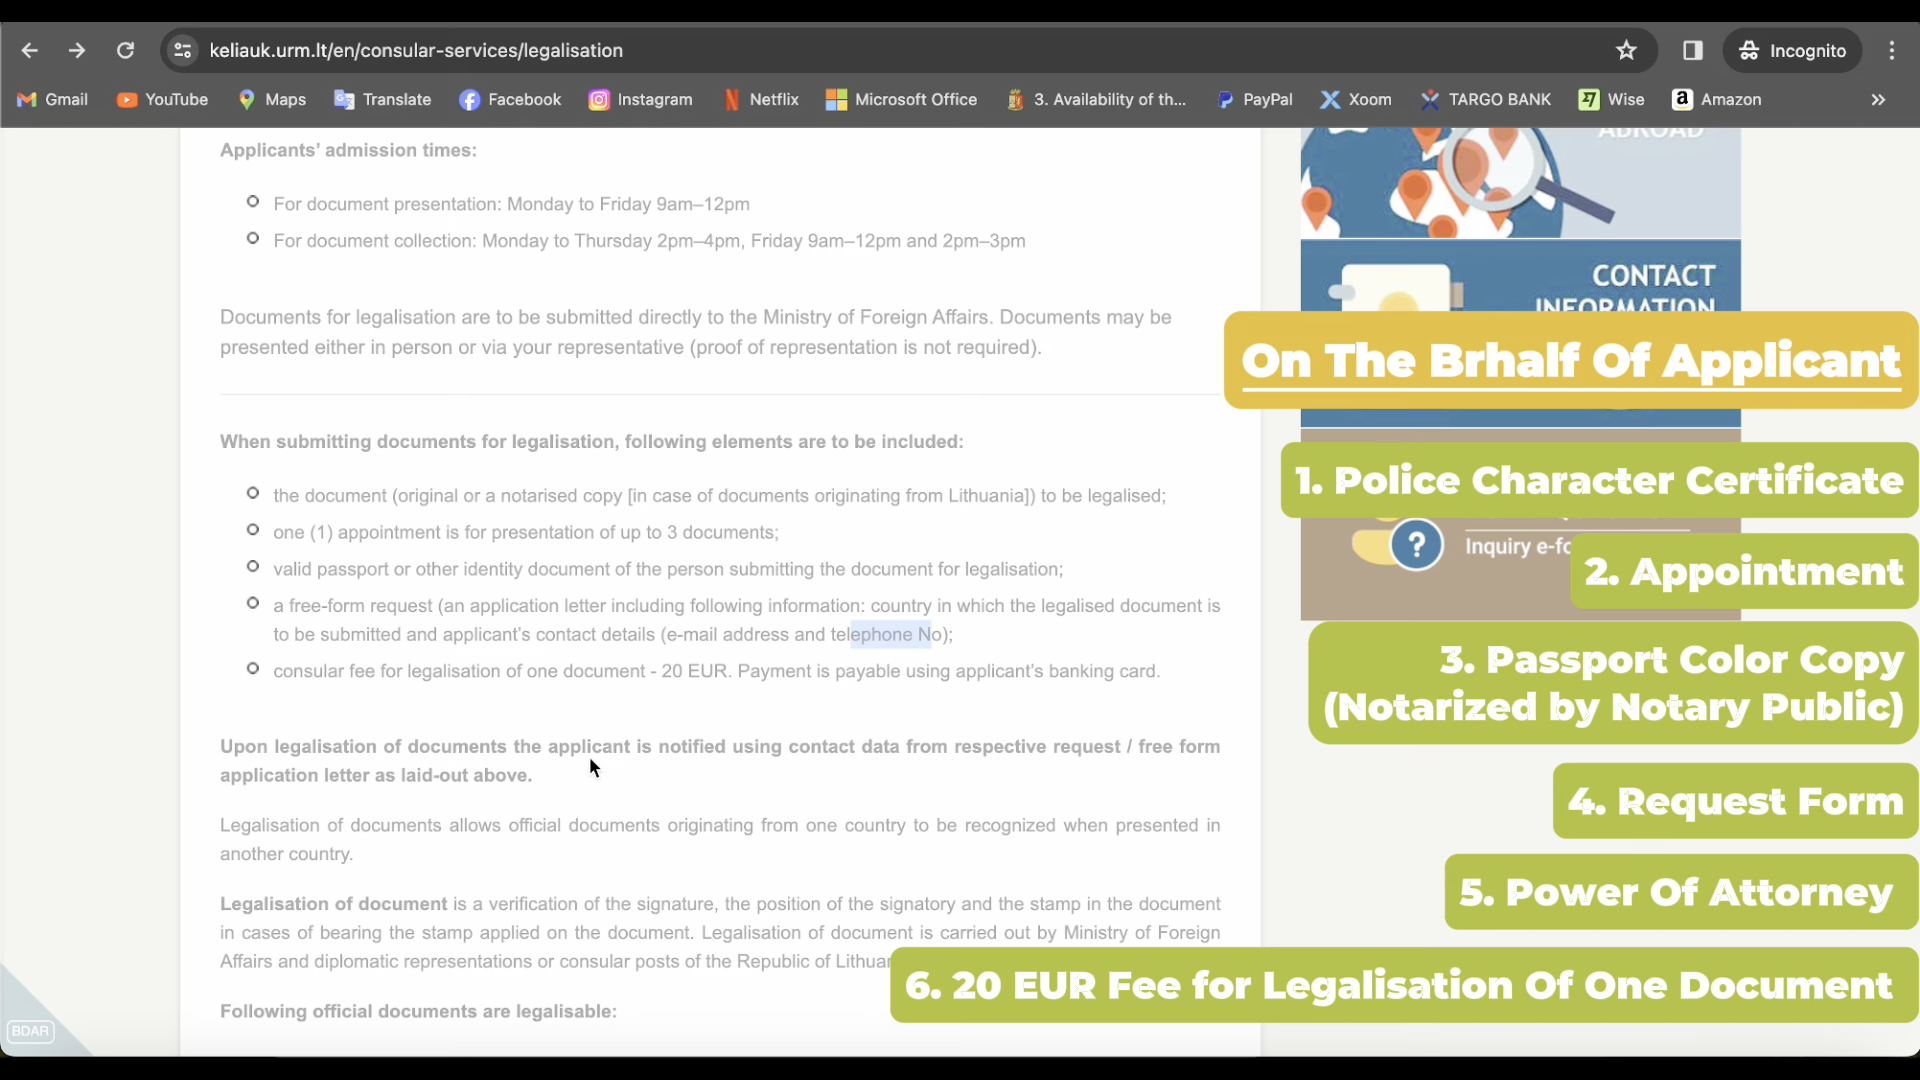 keliauk.urm.lt/en/consular-services/legalisation
Incognito
Gmail
YouTube
Maps
Translate
Facebook
Instagram
Netflix
Microsoft Office
3. Availability of th...
PayPal
Xoom
TARGO BANK
Wise
Amazon
Applicants' admission times:
For document presentation: Monday to Friday 9am–12pm
For document collection: Monday to Thursday 2pm–4pm, Friday 9am–12pm and 2pm–3pm
Documents for legalisation are to be submitted directly to the Ministry of Foreign Affairs. Documents may be
presented either in person or via your representative (proof of representation is not required).
When submitting documents for legalisation, following elements are to be included:
the document (original or a notarised copy [in case of documents originating from Lithuania]) to be legalised;
one (1) appointment is for presentation of up to 3 documents;
valid passport or other identity document of the person submitting the document for legalisation;
a free-form request (an application letter including following information: country in which the legalised document is
to be submitted and applicant's contact details (e-mail address and telephone No);
consular fee for legalisation of one document - 20 EUR. Payment is payable using applicant's banking card.
Upon legalisation of documents the applicant is notified using contact data from respective request / free form
application letter as laid-out above.
Legalisation of documents allows official documents originating from one country to be recognized when presented in
another country.
Legalisation of document is a verification of the signature, the position of the signatory and the stamp in the document
in cases of bearing the stamp applied on the document. Legalisation of document is carried out by Ministry of Foreign
Affairs and diplomatic representations or consular posts of the Republic of Lithuan
Following official documents are legalisable:
BDAR
ABROAD
CONTACT
INFORMATION
Inquiry e-fo
On The Brhalf Of Applicant
1. Police Character Certificate
2. Appointment
3. Passport Color Copy
(Notarized by Notary Public)
4. Request Form
5. Power Of Attorney
6. 20 EUR Fee for Legalisation Of One Document